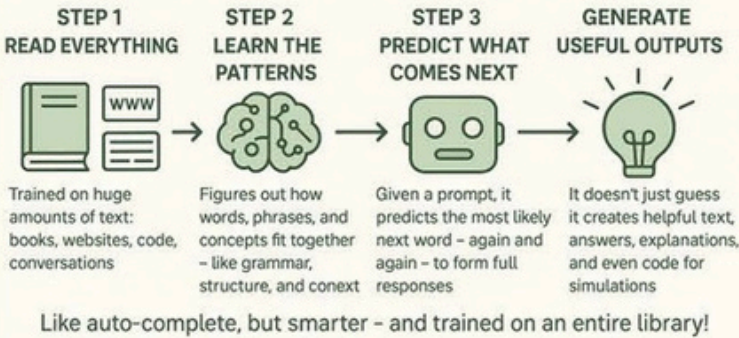 STEP 1
READ EVERYTHING
www
Trained on huge
amounts of text:
books, websites, code,
conversations
STEP 2
LEARN THE
PATTERNS
Figures out how
words, phrases, and
concepts fit together
– like grammar,
structure, and conext
STEP 3
PREDICT WHAT
COMES NEXT
Given a prompt, it
predicts the most likely
next word – again and
again – to form full
responses
GENERATE
USEFUL OUTPUTS
It doesn't just guess
it creates helpful text,
answers, explanations,
and even code for
simulations
Like auto-complete, but smarter – and trained on an entire library!